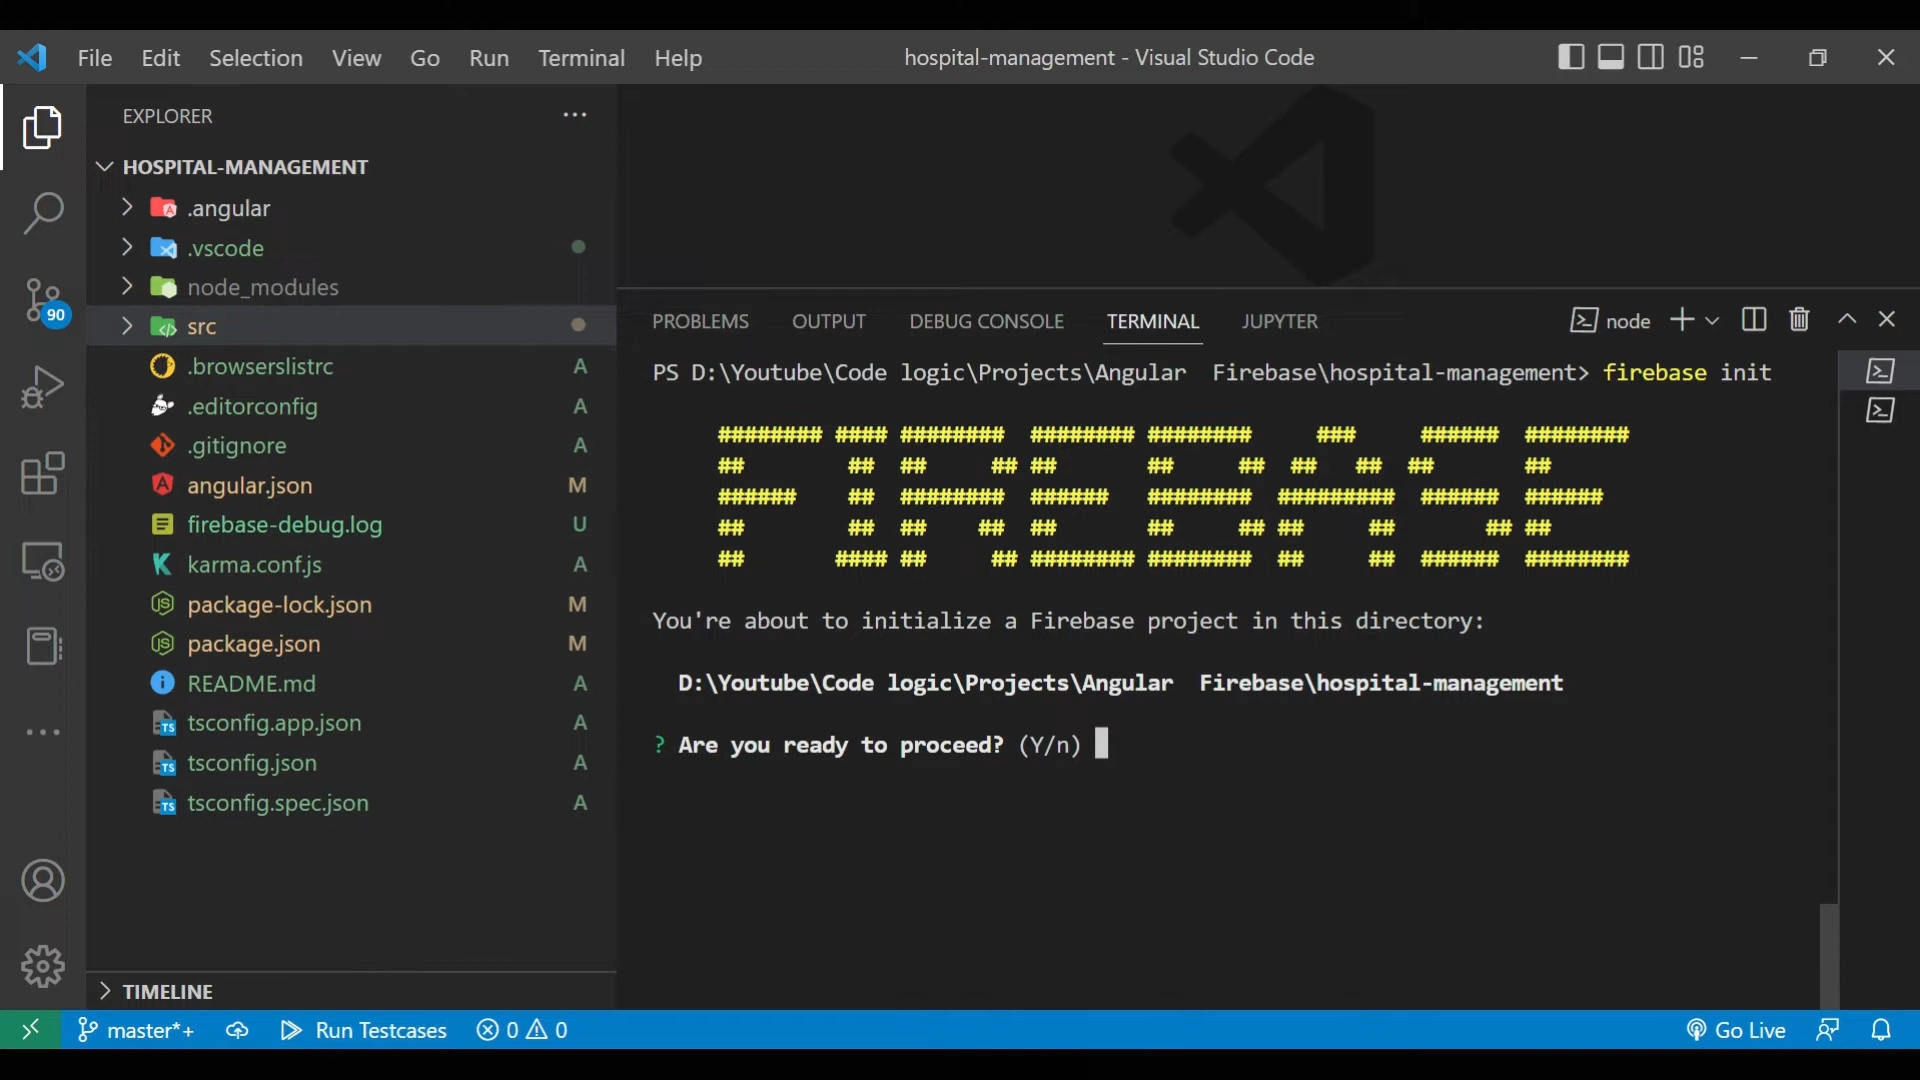 File Edit Selection View Go Run Terminal Help hospital-management - Visual Studio Code
EXPLORER ···
HOSPITAL-MANAGEMENT
.angular
.vscode
node_modules
src
.browserslistrc A
.editorconfig A
.gitignore A
angular.json M
firebase-debug.log U
karma.conf.js A
package-lock.json M
package.json M
README.md A
tsconfig.app.json A
tsconfig.json A
tsconfig.spec.json A
TIMELINE
90
PROBLEMS OUTPUT DEBUG CONSOLE TERMINAL JUPYTER node
PS D:\Youtube\Code logic\Projects\Angular  Firebase\hospital-management> firebase init
######## #### ########  ######## ########     ###     ######  ########
##        ##  ##     ## ##       ##     ##  ##   ##  ##       ##
######    ##  ########  ######   ########  #########  ######  ######
##        ##  ##    ##  ##       ##     ## ##     ##       ## ##
##       #### ##     ## ######## ########  ##     ##  ######  ########
You're about to initialize a Firebase project in this directory:
D:\Youtube\Code logic\Projects\Angular  Firebase\hospital-management
? Are you ready to proceed? (Y/n)
master*+ Run Testcases 0 0 Go Live